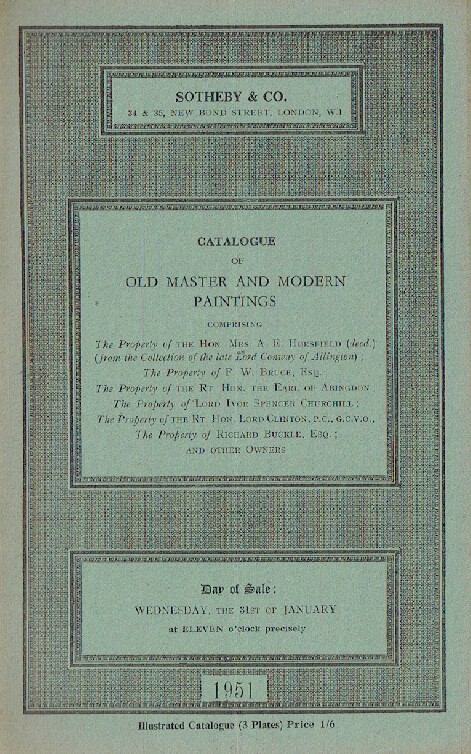 SOTHEBY & CO.
34 & 35, NEW BOND STREET, LONDON, W.1
CATALOGUE
OF
OLD MASTER AND MODERN
PAINTINGS
COMPRISING
The Property of THE HON. MRS. A. E. HORSFIELD (decd.)
(from the Collection of the late Lord Conway of Allington);
The Property of F. W. BRUCE, ESQ.
The Property of THE RT. HON. THE EARL OF ABINGDON
The Property of LORD IVOR SPENCER CHURCHILL;
The Property of THE RT. HON. LORD CLINTON, P.C., G.C.V.O.,
The Property of RICHARD BUCKLE, ESQ.;
AND OTHER OWNERS
Day of Sale:
WEDNESDAY, THE 31ST OF JANUARY
at ELEVEN o'clock precisely
1951
Illustrated Catalogue (3 Plates) Price 1/6